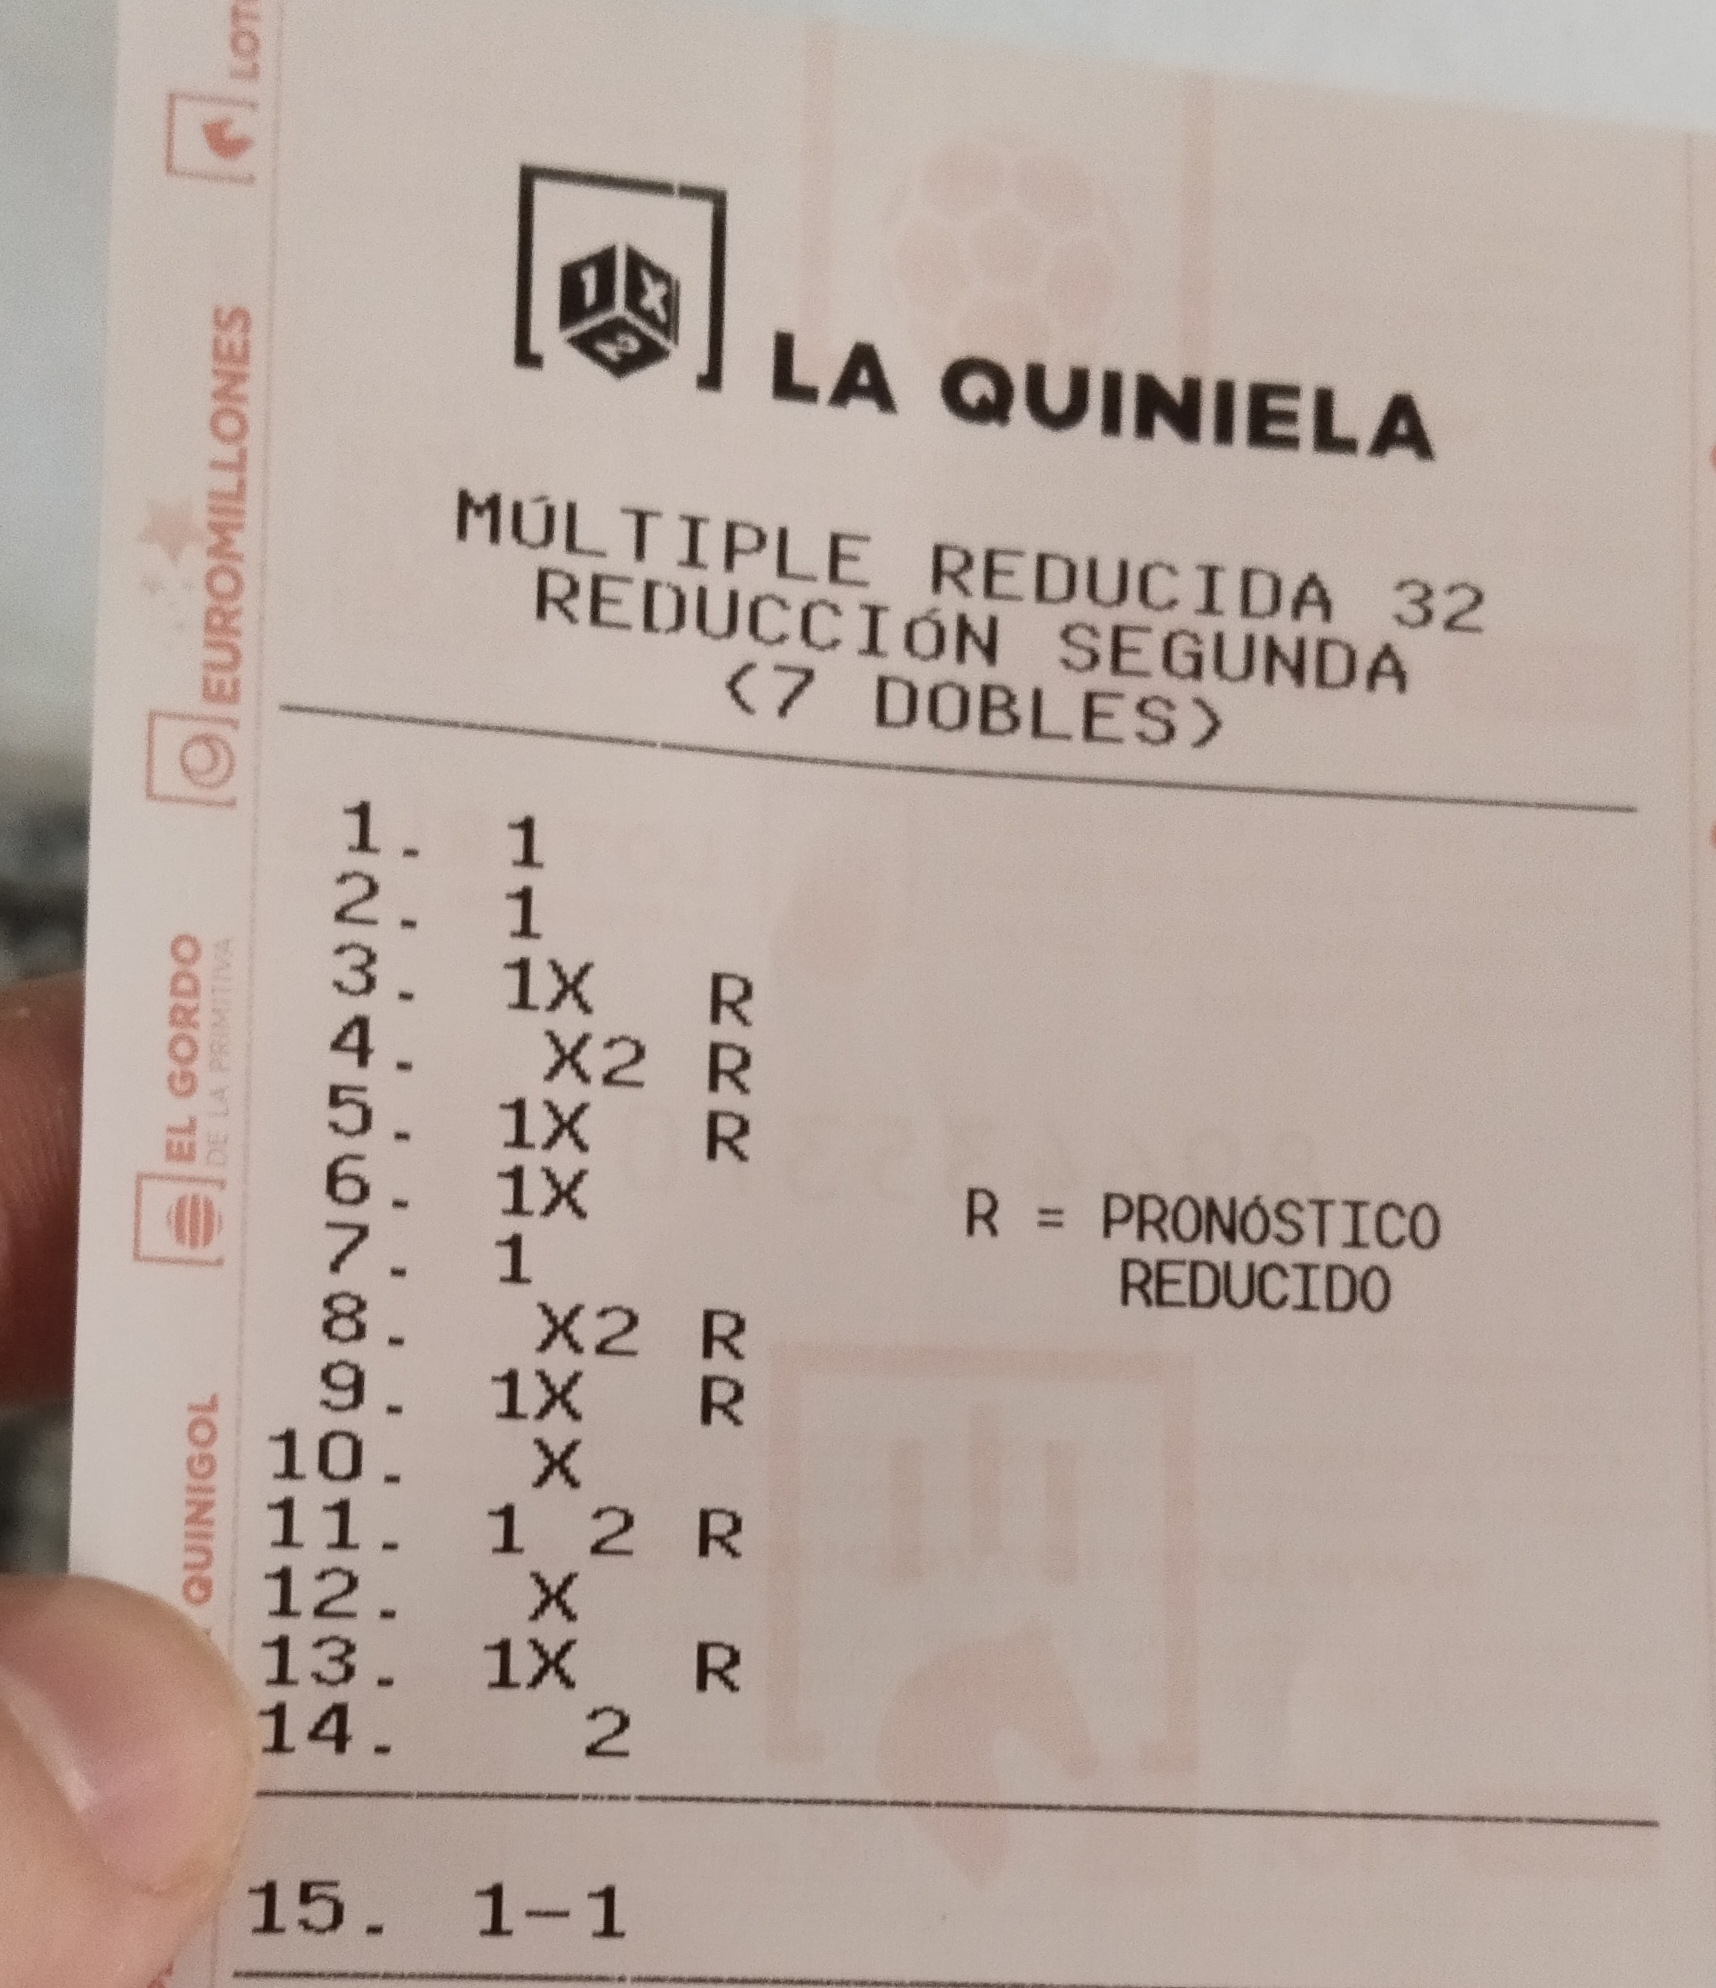 LOT
EUROMILLONES
EL GORDO
DE LA PRIMITIVA
QUINIGOL
1X2
LA QUINIELA
MÚLTIPLE REDUCIDA 32
REDUCCIÓN SEGUNDA
(7 DOBLES)
1. 1
2. 1
3. 1X R
4. X2 R
5. 1X R
6. 1X
7. 1
8. X2 R
9. 1X R
10. X
11. 1 2 R
12. X
13. 1X R
14. 2
R = PRONÓSTICO
REDUCIDO
15. 1-1